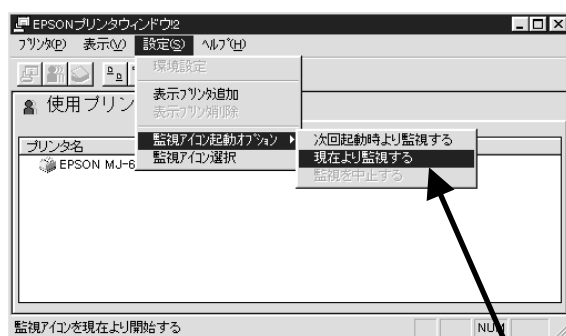 EPSONプリンタウィンドウ!2
プリンタ(P) 表示(V) 設定(S) ヘルプ(H)
環境設定
表示プリンタ追加
表示プリンタ削除
使用プリン
監視アイコン起動オプション 次回起動時より監視する
プリンタ名
監視アイコン選択 現在より監視する
EPSON MJ-6
監視を中止する
監視アイコンを現在より開始する
NUM